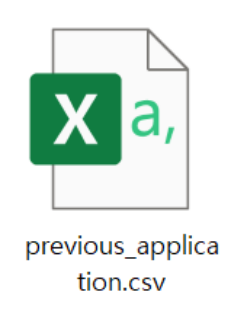 X a,
previous_applica
tion.csv